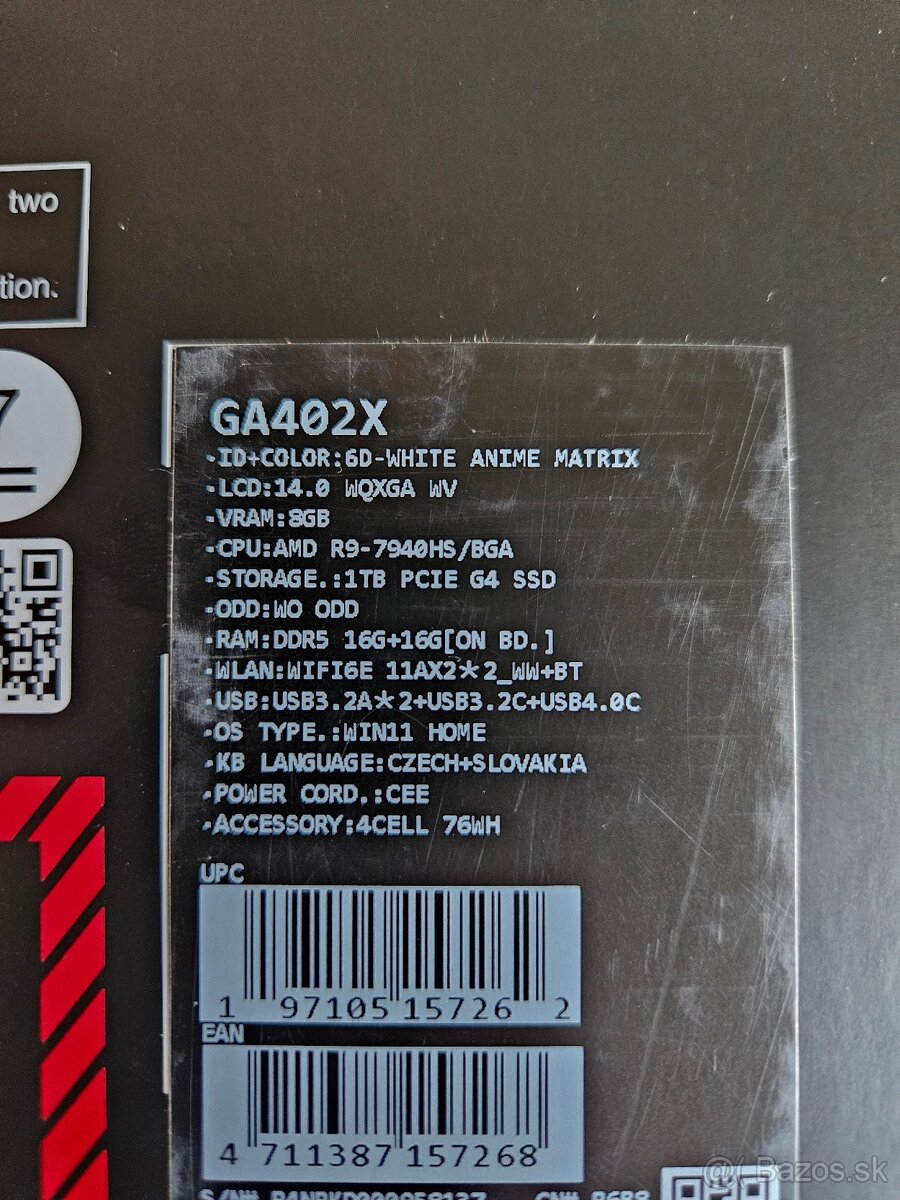 two
tion.
7
GA402X
·ID+COLOR:6D-WHITE ANIME MATRIX
·LCD:14.0 WQXGA WV
·VRAM:8GB
·CPU:AMD R9-7940HS/BGA
·STORAGE.:1TB PCIE G4 SSD
·ODD:WO ODD
·RAM:DDR5 16G+16G[ON BD.]
·WLAN:WIFI6E 11AX2*2_WW+BT
·USB:USB3.2A*2+USB3.2C+USB4.0C
·OS TYPE.:WIN11 HOME
·KB LANGUAGE:CZECH+SLOVAKIA
·POWER CORD.:CEE
·ACCESSORY:4CELL 76WH
UPC
1 97105 15726 2
EAN
4 711387 157268
Bazos.sk